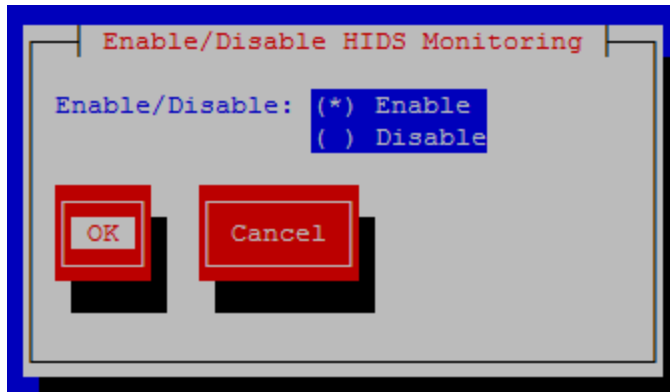 Enable/Disable HIDS Monitoring
Enable/Disable: (*) Enable
( ) Disable
OK Cancel